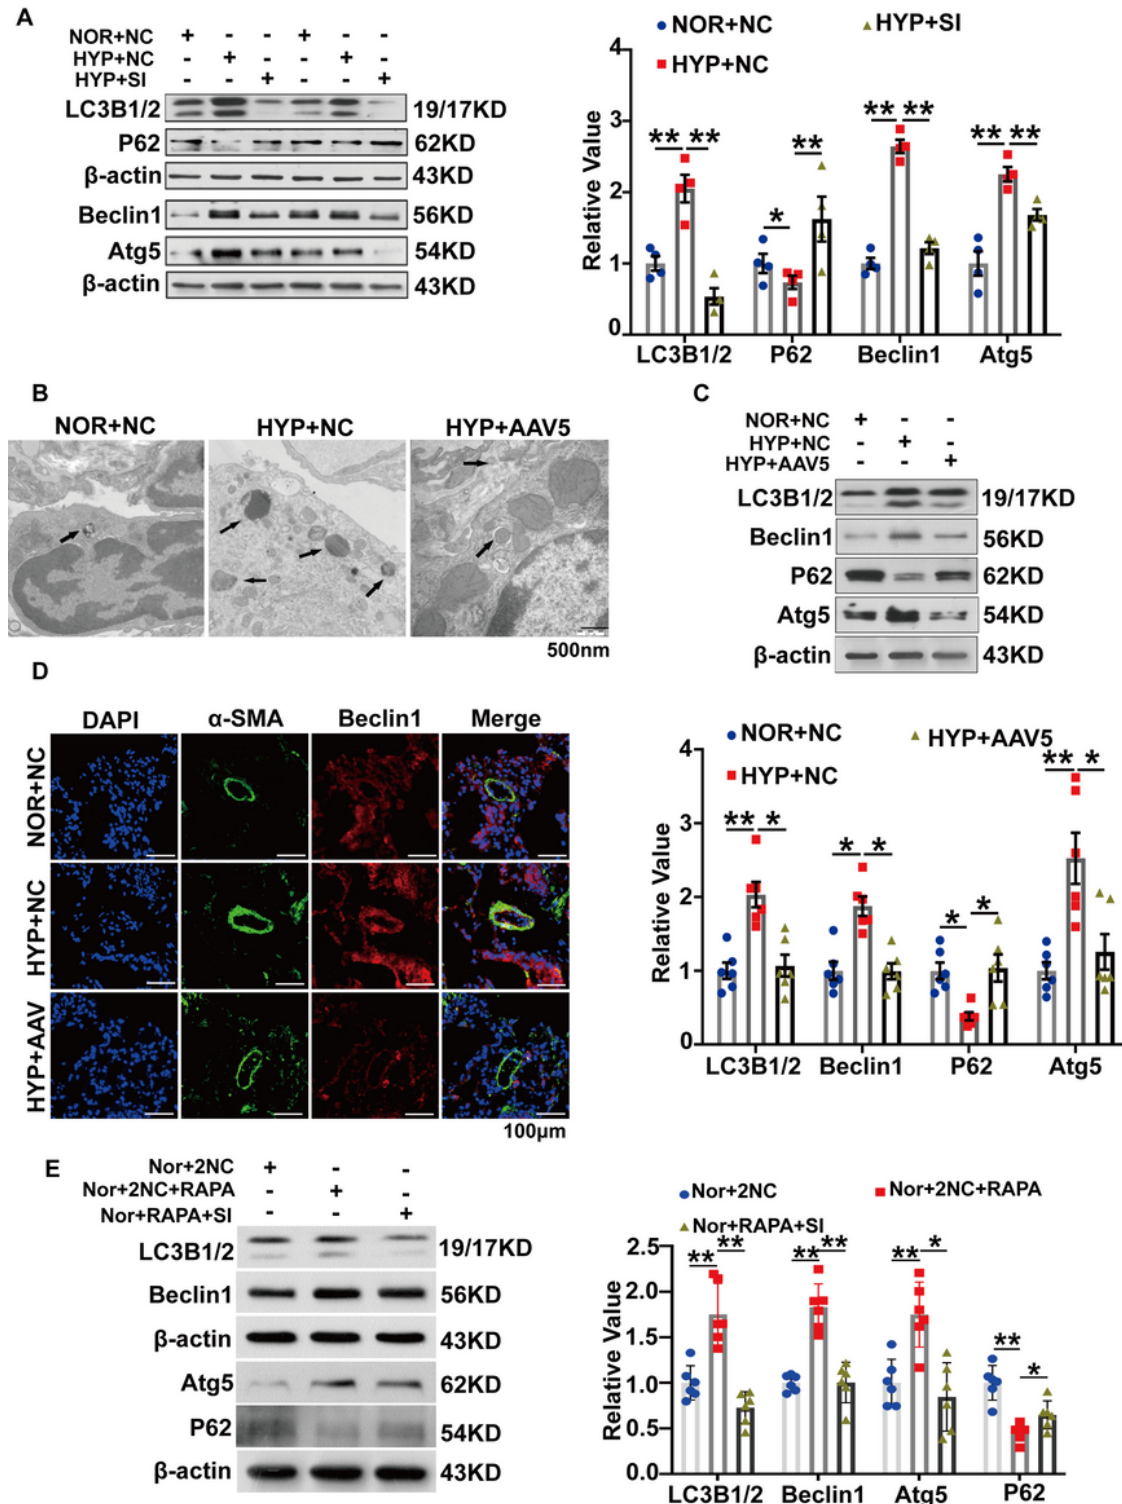 A
NOR+NC + - - + - -
HYP+NC - + - - + -
HYP+SI - - + - - +
LC3B1/2 19/17KD
P62 62KD
β-actin 43KD
Beclin1 56KD
Atg5 54KD
β-actin 43KD
NOR+NC HYP+SI
HYP+NC
Relative Value
4
3
2
1
0
** ** * ** ** ** ** **
LC3B1/2 P62 Beclin1 Atg5
B
NOR+NC HYP+NC HYP+AAV5
500nm
C
NOR+NC + - -
HYP+NC - + -
HYP+AAV5 - - +
LC3B1/2 19/17KD
Beclin1 56KD
P62 62KD
Atg5 54KD
β-actin 43KD
NOR+NC HYP+AAV5
HYP+NC
Relative Value
4
3
2
1
0
** * * * * * ** *
LC3B1/2 Beclin1 P62 Atg5
D
DAPI α-SMA Beclin1 Merge
NOR+NC
HYP+NC
HYP+AAV
100μm
E
Nor+2NC + - -
Nor+2NC+RAPA - + -
Nor+RAPA+SI - - +
LC3B1/2 19/17KD
Beclin1 56KD
β-actin 43KD
Atg5 62KD
P62 54KD
β-actin 43KD
Nor+2NC Nor+2NC+RAPA
Nor+RAPA+SI
Relative Value
2.5
2.0
1.5
1.0
0.5
0.0
** ** ** ** ** * ** *
LC3B1/2 Beclin1 Atg5 P62